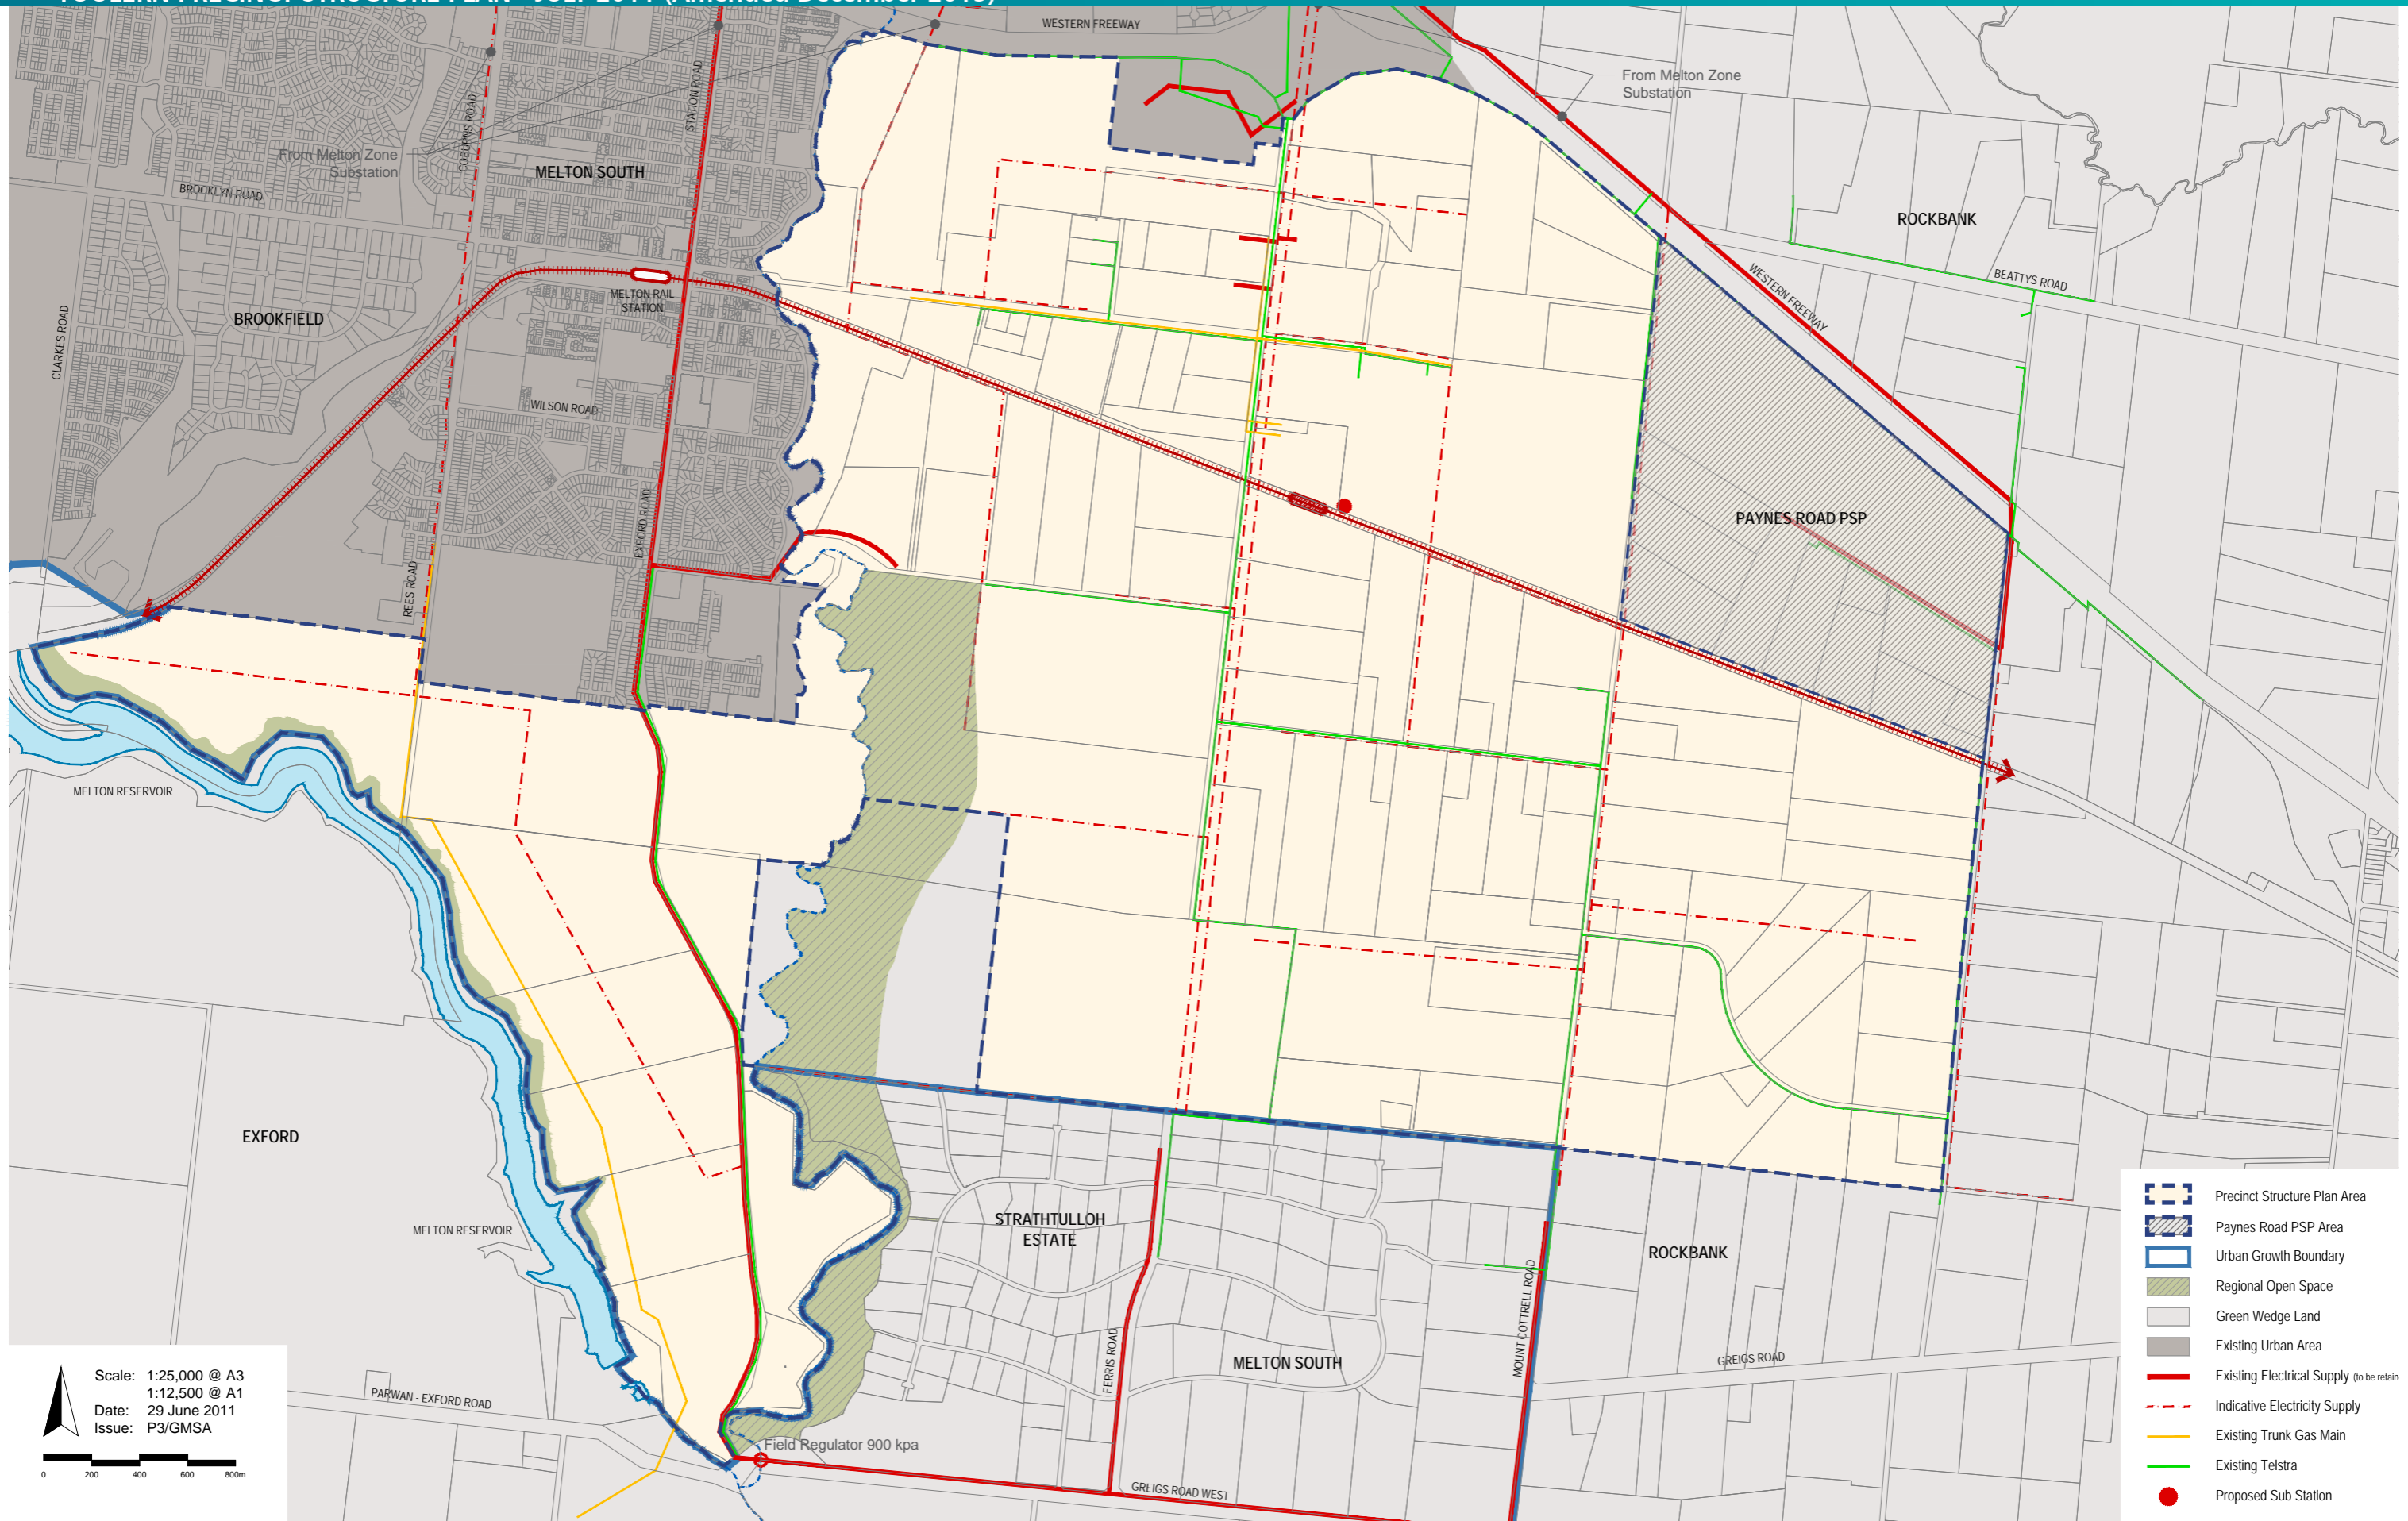 WESTERN FREEWAY
From Melton Zone
Substation
STATION ROAD
COBURNS ROAD
From Melton Zone
Substation
MELTON SOUTH
BROOKLYN ROAD
ROCKBANK
BEATTYS ROAD
WESTERN FREEWAY
MELTON RAIL
STATION
BROOKFIELD
CLARKES ROAD
WILSON ROAD
EXFORD ROAD
PAYNES ROAD PSP
REES ROAD
MELTON RESERVOIR
EXFORD
MELTON RESERVOIR
STRATHTULLOH
ESTATE
ROCKBANK
MOUNT COTTRELL ROAD
FERRIS ROAD
MELTON SOUTH
GREIGS ROAD
PARWAN - EXFORD ROAD
Field Regulator 900 kpa
GREIGS ROAD WEST
Scale: 1:25,000 @ A3
1:12,500 @ A1
Date: 29 June 2011
Issue: P3/GMSA
0 200 400 600 800m
Precinct Structure Plan Area
Paynes Road PSP Area
Urban Growth Boundary
Regional Open Space
Green Wedge Land
Existing Urban Area
Existing Electrical Supply (to be retain
Indicative Electricity Supply
Existing Trunk Gas Main
Existing Telstra
Proposed Sub Station